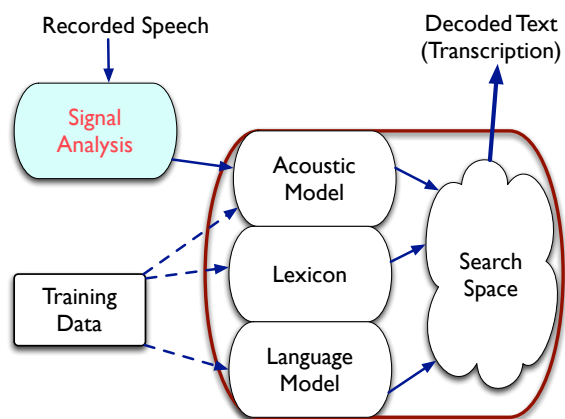 Recorded Speech
Decoded Text
(Transcription)
Signal
Analysis
Acoustic
Model
Lexicon
Search
Space
Training
Data
Language
Model